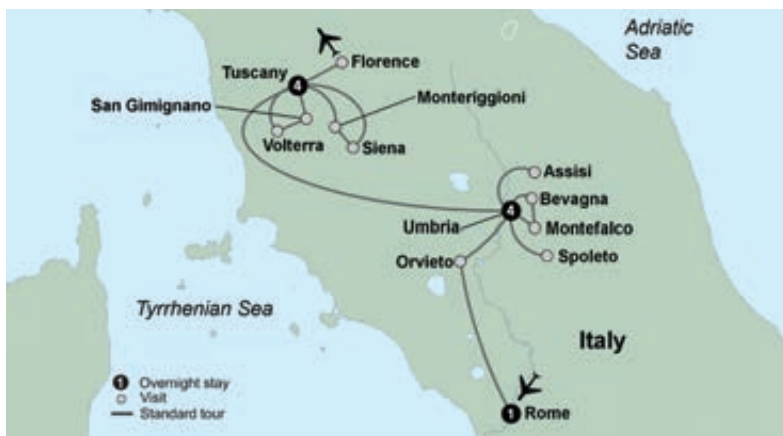 Adriatic
Sea
Florence
Tuscany
4
San Gimignano
Monteriggioni
Volterra
Siena
Assisi
Bevagna
4
Umbria
Montefalco
Spoleto
Orvieto
Tyrrhenian Sea
Italy
1 Overnight stay
Visit
Standard tour
1 Rome